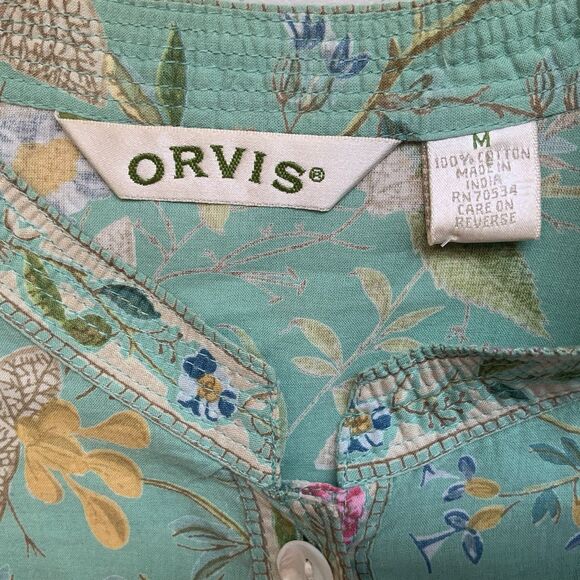 ORVIS®
M
100% COTTON
MADE IN
INDIA
RN 70534
CARE ON
REVERSE